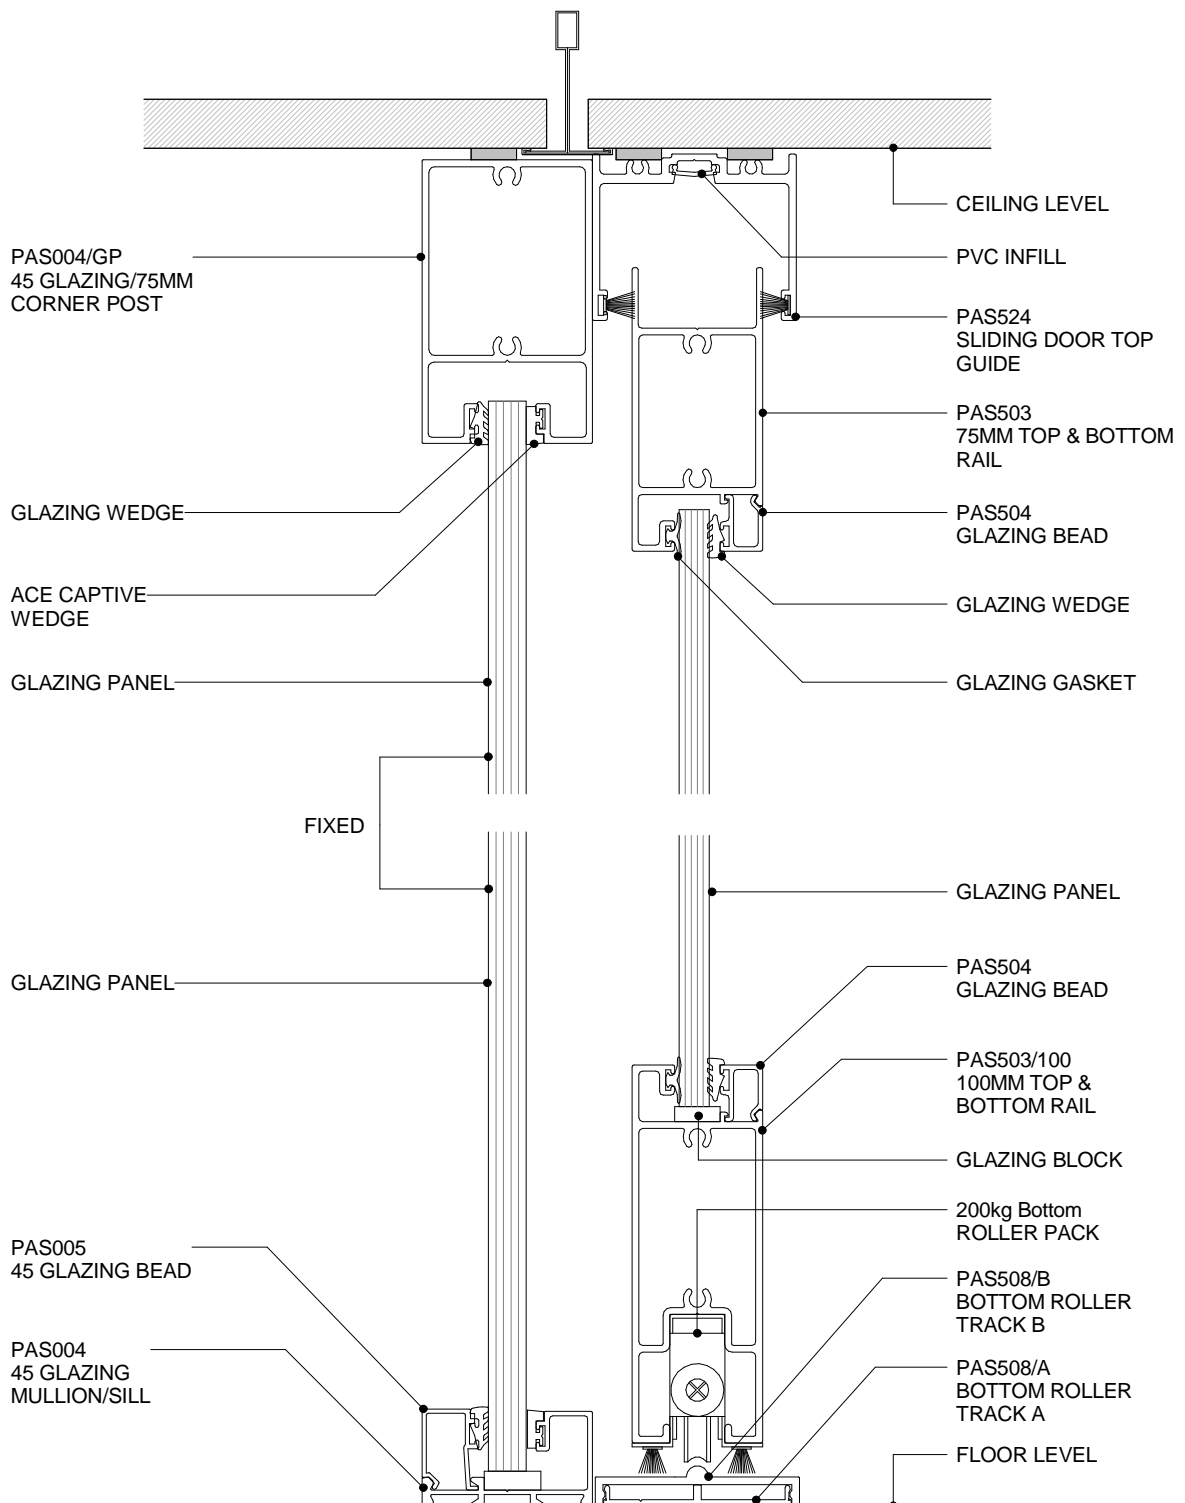 PAS004/GP
45 GLAZING/75MM
CORNER POST
GLAZING WEDGE
ACE CAPTIVE
WEDGE
GLAZING PANEL
FIXED
GLAZING PANEL
PAS005
45 GLAZING BEAD
PAS004
45 GLAZING
MULLION/SILL
CEILING LEVEL
PVC INFILL
PAS524
SLIDING DOOR TOP
GUIDE
PAS503
75MM TOP & BOTTOM
RAIL
PAS504
GLAZING BEAD
GLAZING WEDGE
GLAZING GASKET
GLAZING PANEL
PAS504
GLAZING BEAD
PAS503/100
100MM TOP &
BOTTOM RAIL
GLAZING BLOCK
200kg Bottom
ROLLER PACK
PAS508/B
BOTTOM ROLLER
TRACK B
PAS508/A
BOTTOM ROLLER
TRACK A
FLOOR LEVEL